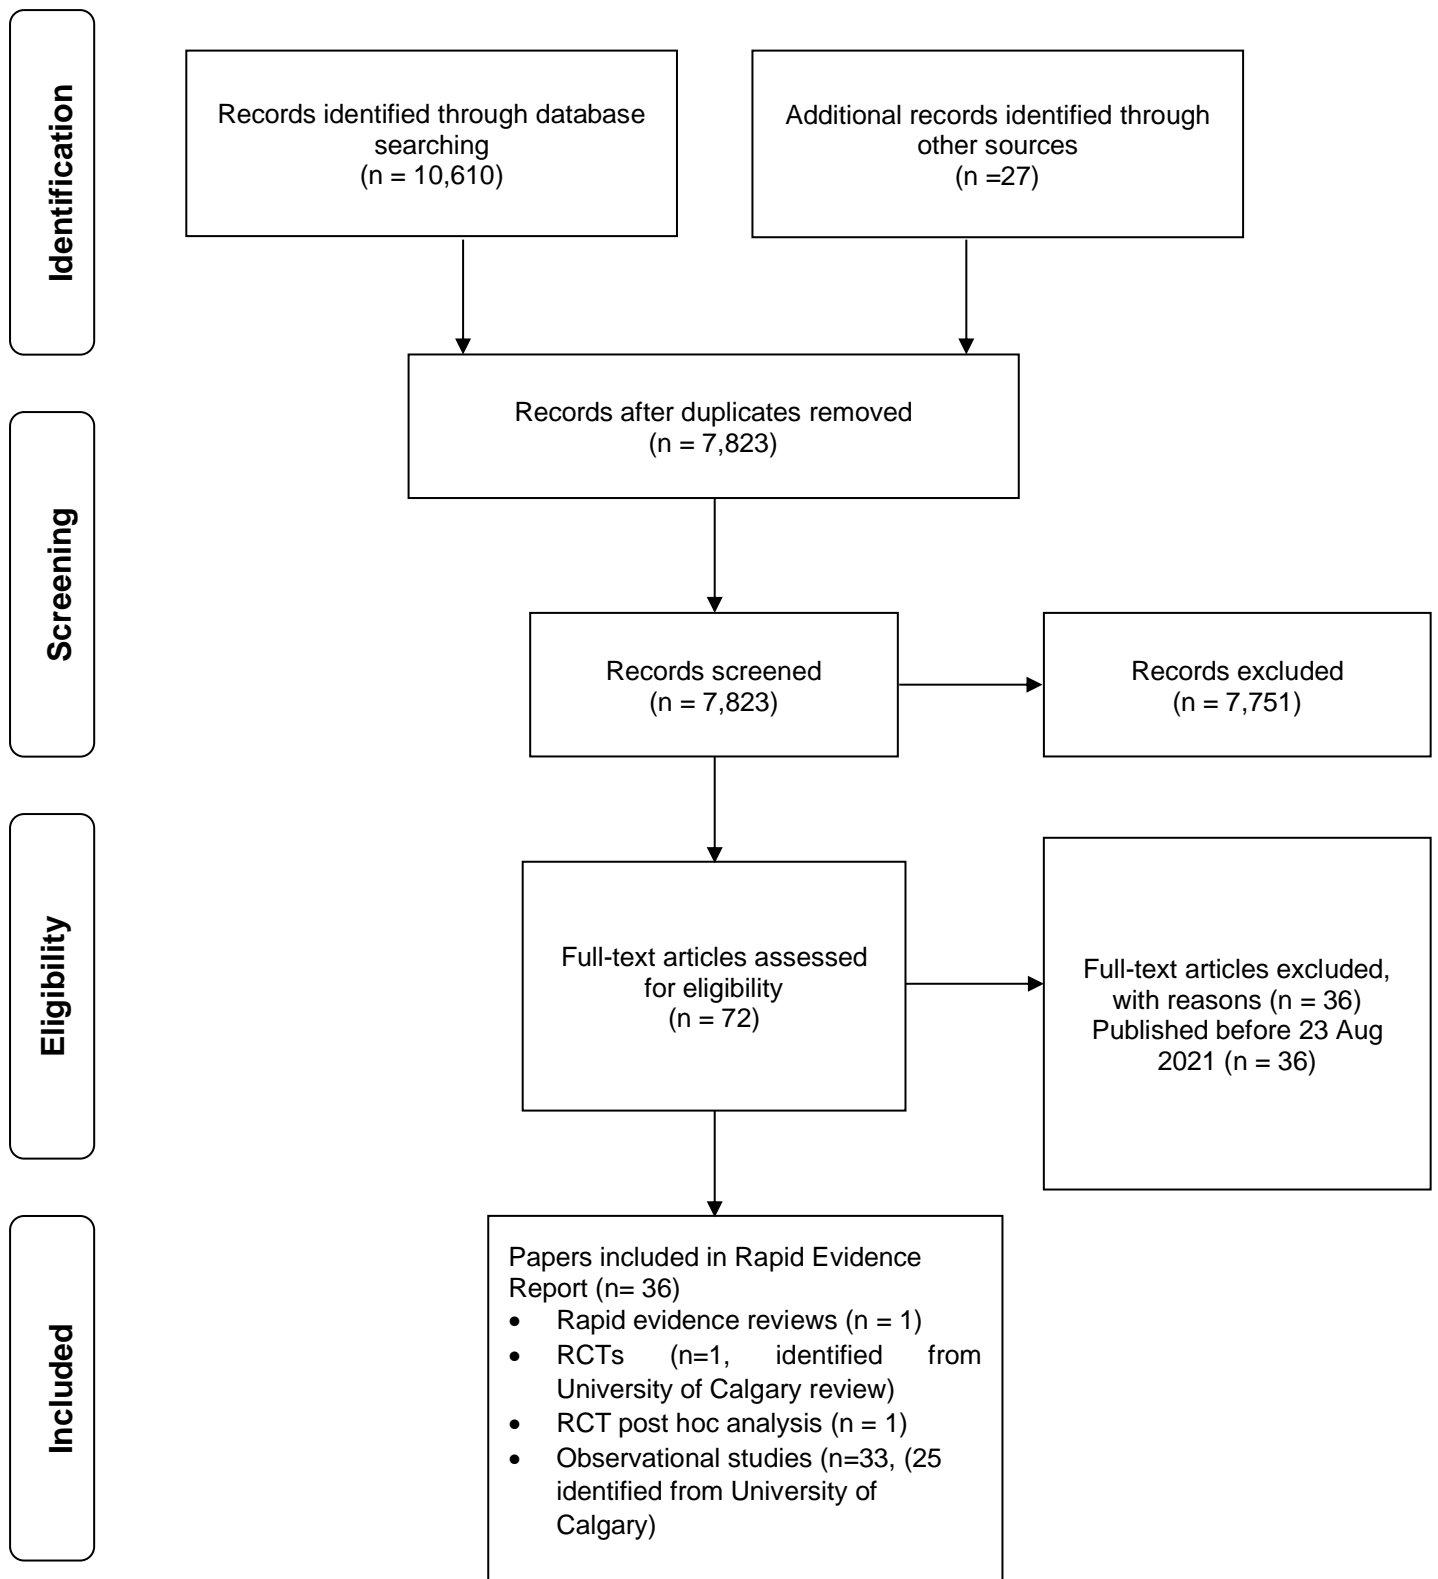 Identification
Records identified through database
searching
(n = 10,610)
Additional records identified through
other sources
(n =27)
Records after duplicates removed
(n = 7,823)
Screening
Records screened
(n = 7,823)
Records excluded
(n = 7,751)
Eligibility
Full-text articles assessed
for eligibility
(n = 72)
Full-text articles excluded,
with reasons (n = 36)
Published before 23 Aug
2021 (n = 36)
Included
Papers included in Rapid Evidence
Report (n= 36)
• Rapid evidence reviews (n = 1)
• RCTs (n=1, identified from
University of Calgary review)
• RCT post hoc analysis (n = 1)
• Observational studies (n=33, (25
identified from University of
Calgary)